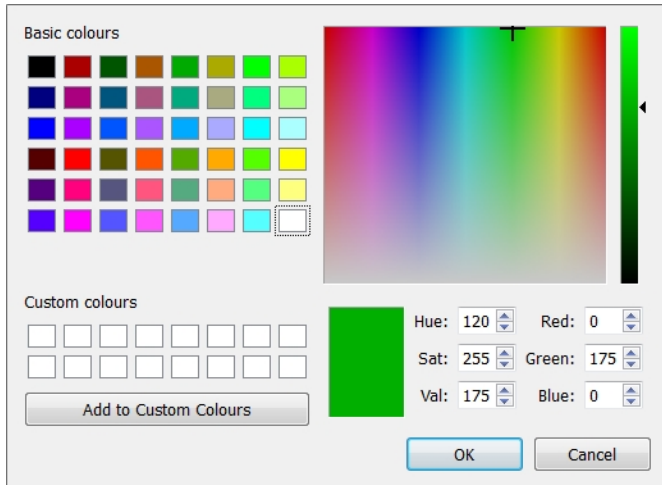 Basic colours
Custom colours
Add to Custom Colours
Hue: 120 Red: 0
Sat: 255 Green: 175
Val: 175 Blue: 0
OK Cancel